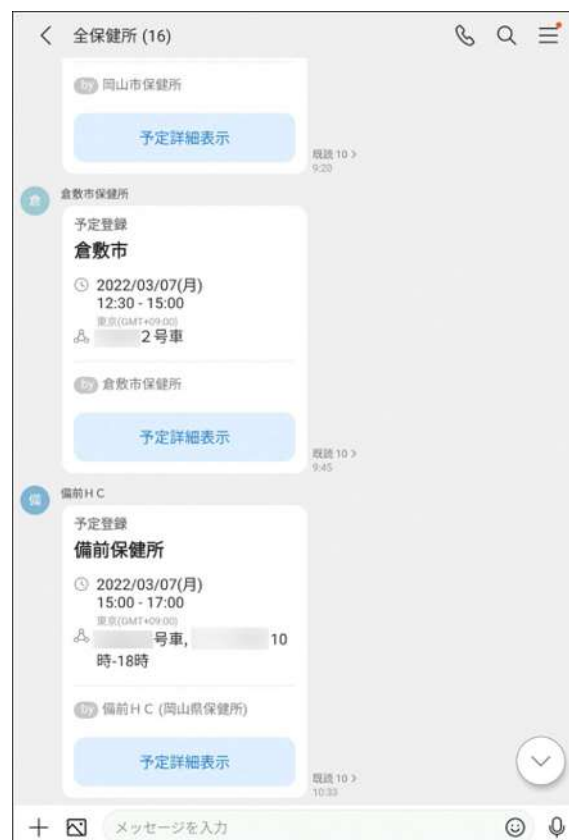 全保健所 (16)
by 岡山市保健所
予定詳細表示
既読 10
9:20
倉
倉敷市保健所
予定登録
倉敷市
2022/03/07(月)
12:30 - 15:00
東京(GMT+09:00)
2号車
by 倉敷市保健所
予定詳細表示
既読 10
9:45
備
備前HC
予定登録
備前保健所
2022/03/07(月)
15:00 - 17:00
東京(GMT+09:00)
号車, 10
時-18時
by 備前HC (岡山県保健所)
予定詳細表示
既読 10
10:33
メッセージを入力